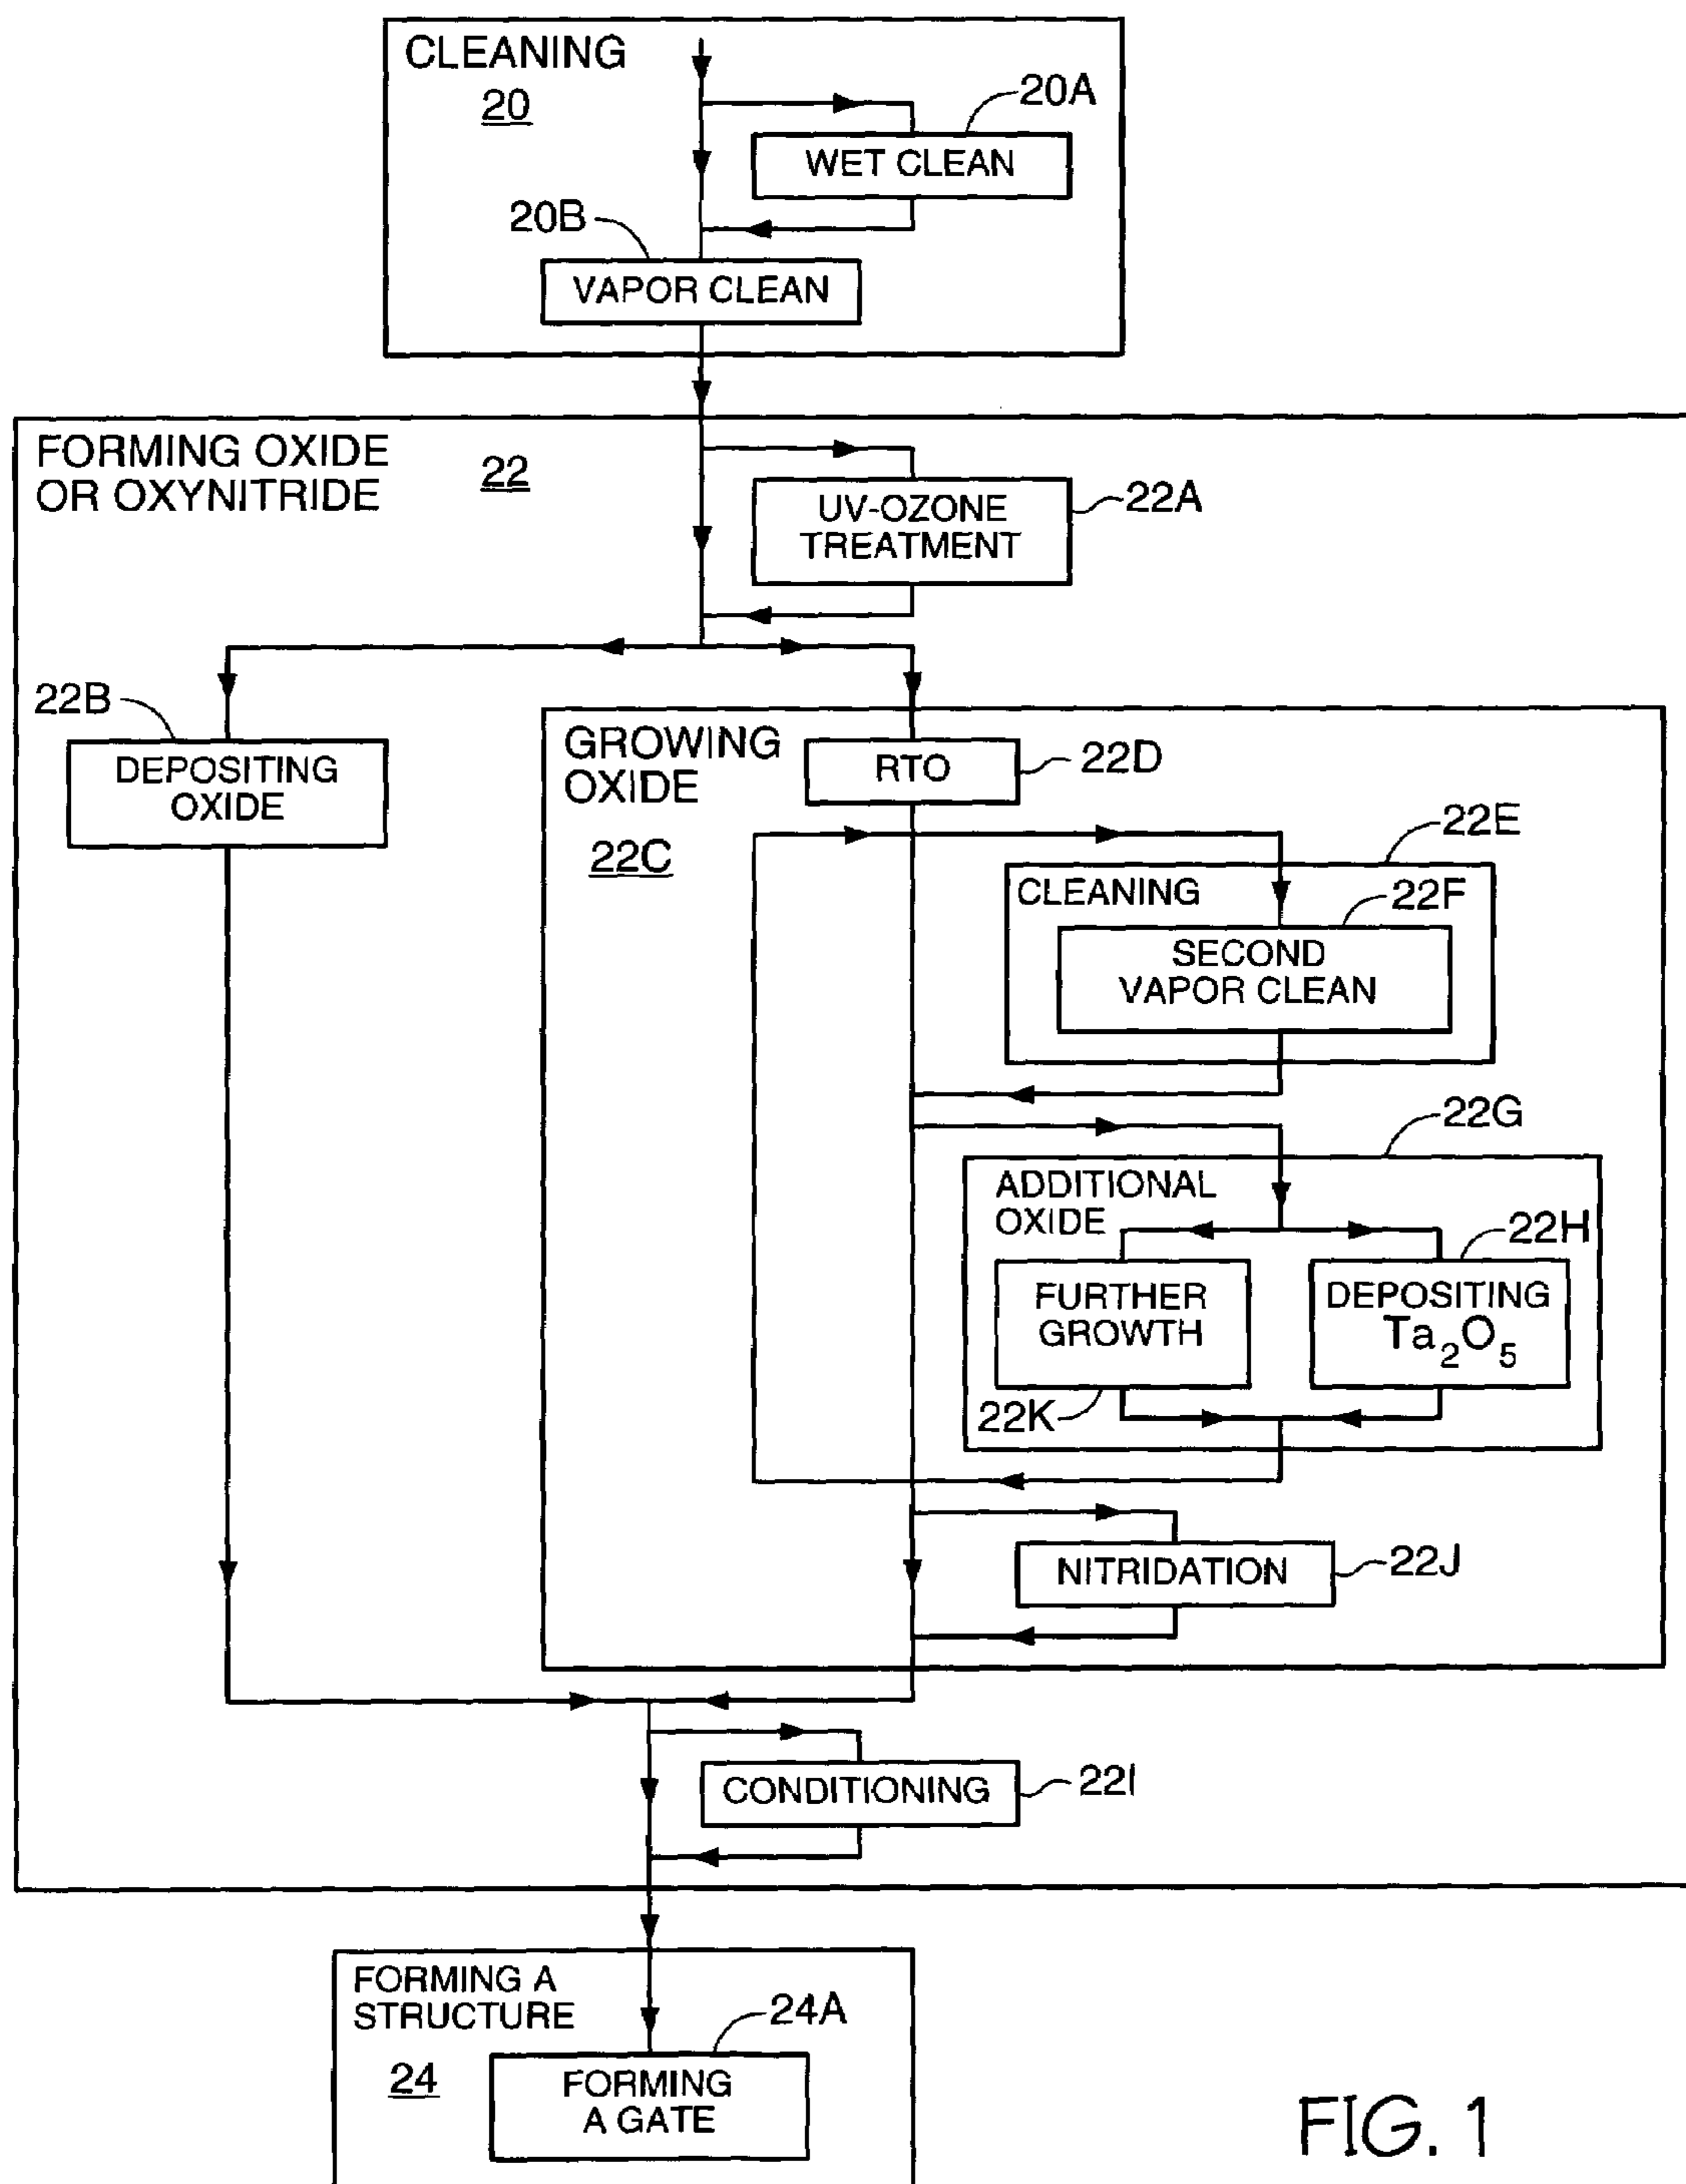 CLEANING
20
20A
WET CLEAN
20B
VAPOR CLEAN
FORMING OXIDE
OR OXYNITRIDE
22
UV-OZONE
TREATMENT
22A
22B
DEPOSITING
OXIDE
GROWING
OXIDE
22C
RTO
22D
22E
CLEANING
22F
SECOND
VAPOR CLEAN
22G
ADDITIONAL
OXIDE
22H
FURTHER
GROWTH
DEPOSITING
Ta₂O₅
22K
NITRIDATION
22J
CONDITIONING
22I
FORMING A
STRUCTURE
24
24A
FORMING
A GATE
FIG. 1